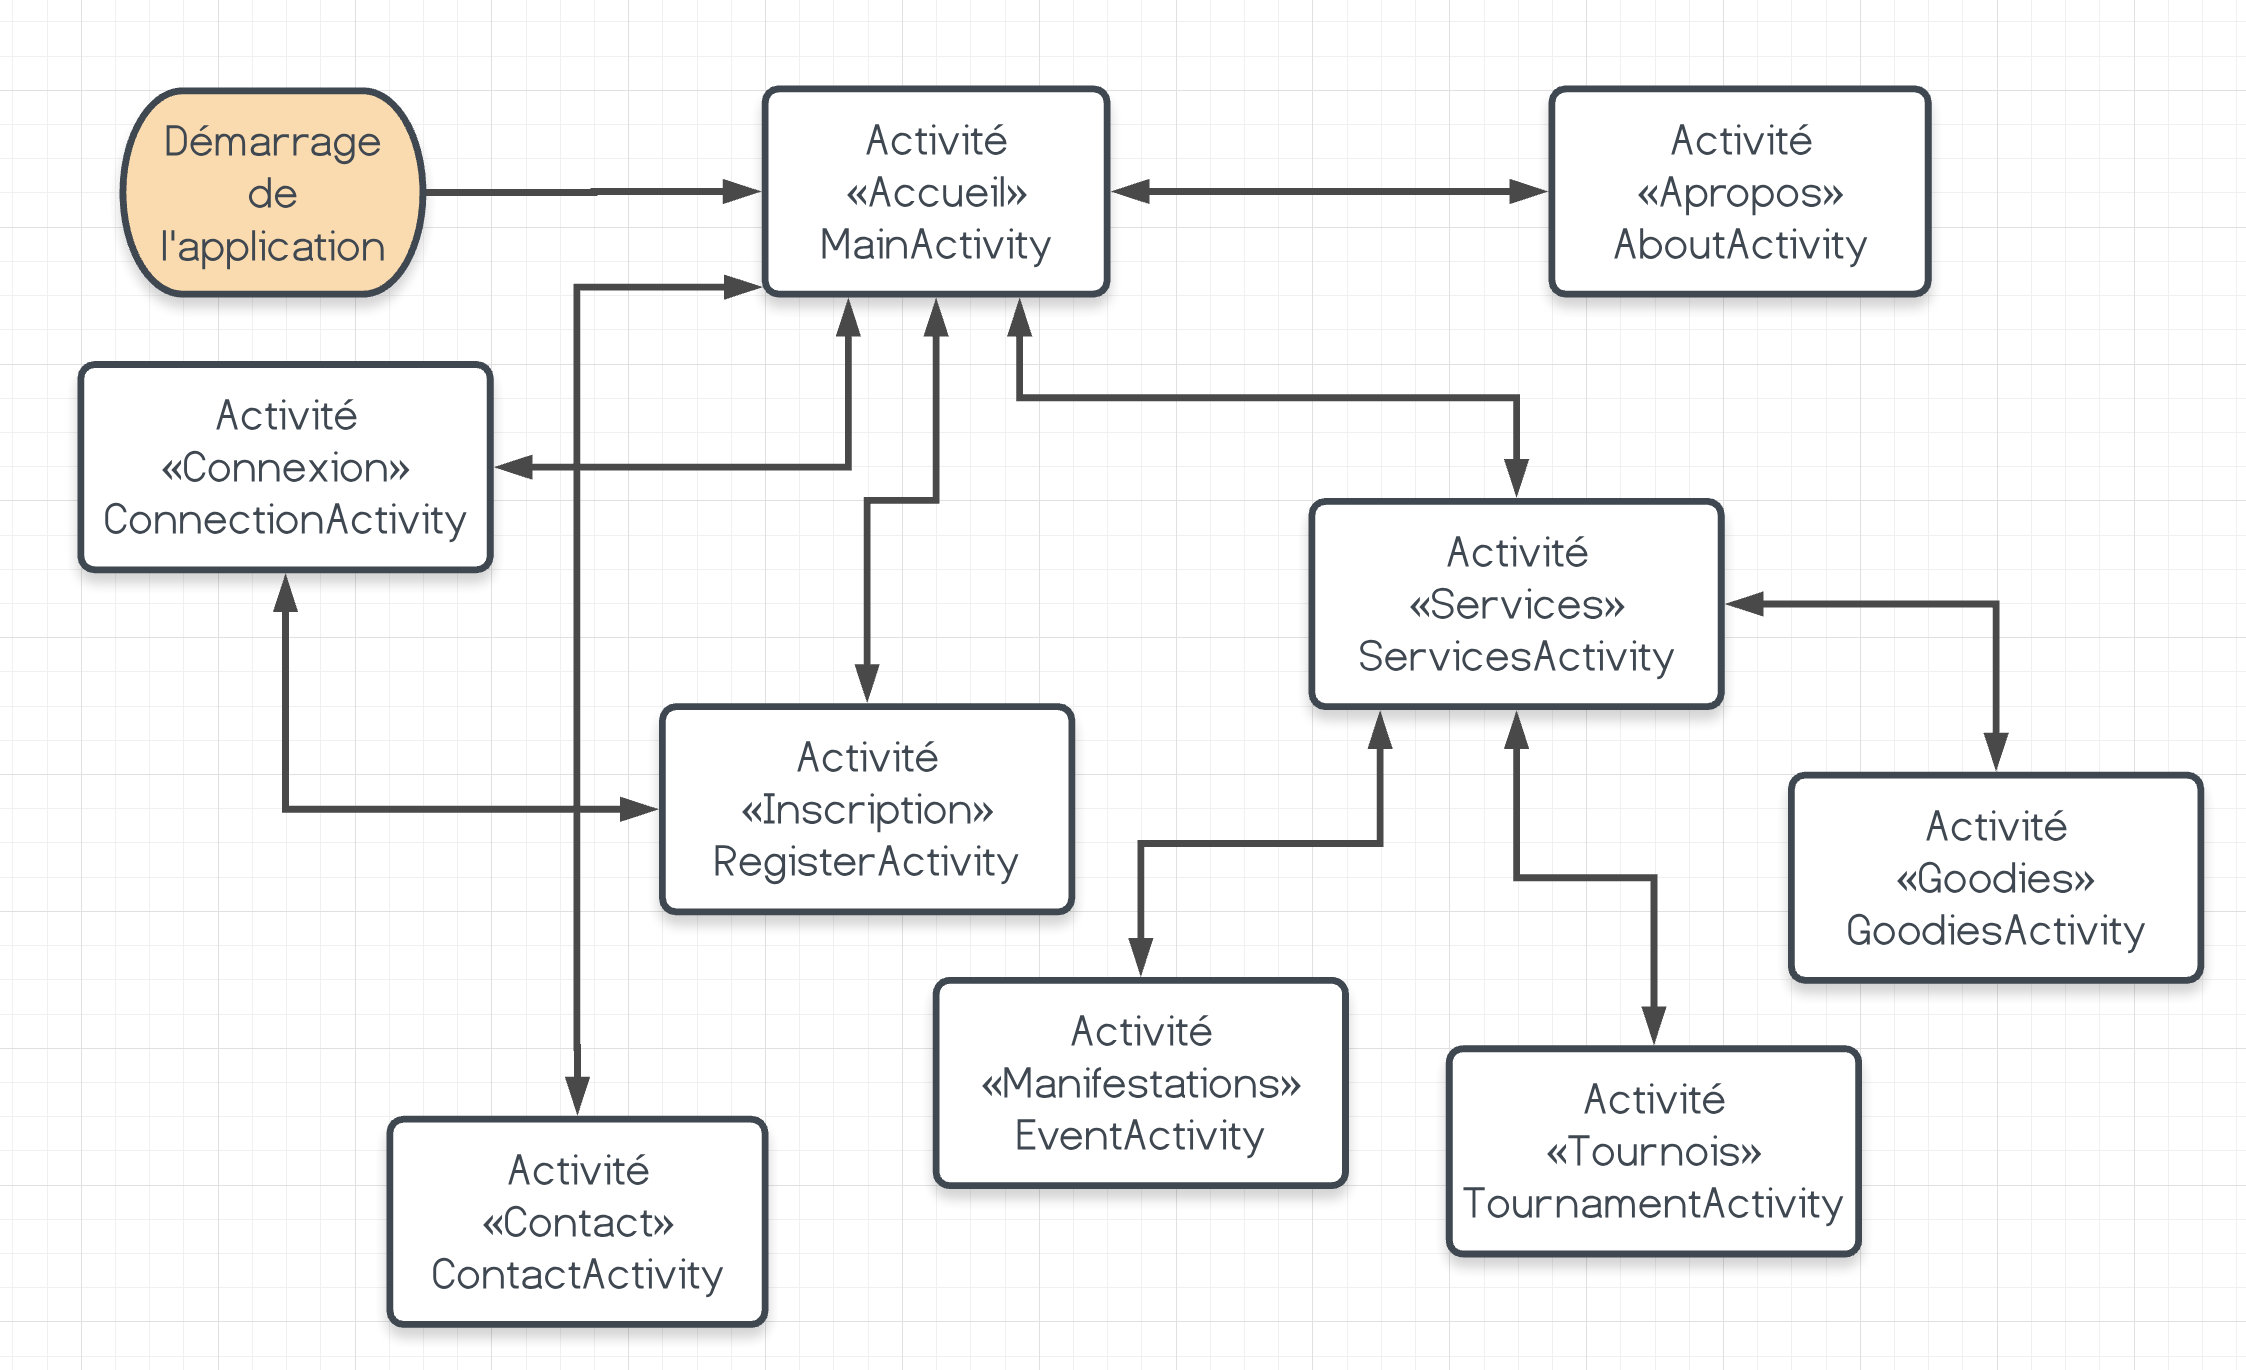 Démarrage
de
l'application
Activité
«Accueil»
MainActivity
Activité
«Apropos»
AboutActivity
Activité
«Connexion»
ConnectionActivity
Activité
«Services»
ServicesActivity
Activité
«Inscription»
RegisterActivity
Activité
«Goodies»
GoodiesActivity
Activité
«Manifestations»
EventActivity
Activité
«Tournois»
TournamentActivity
Activité
«Contact»
ContactActivity